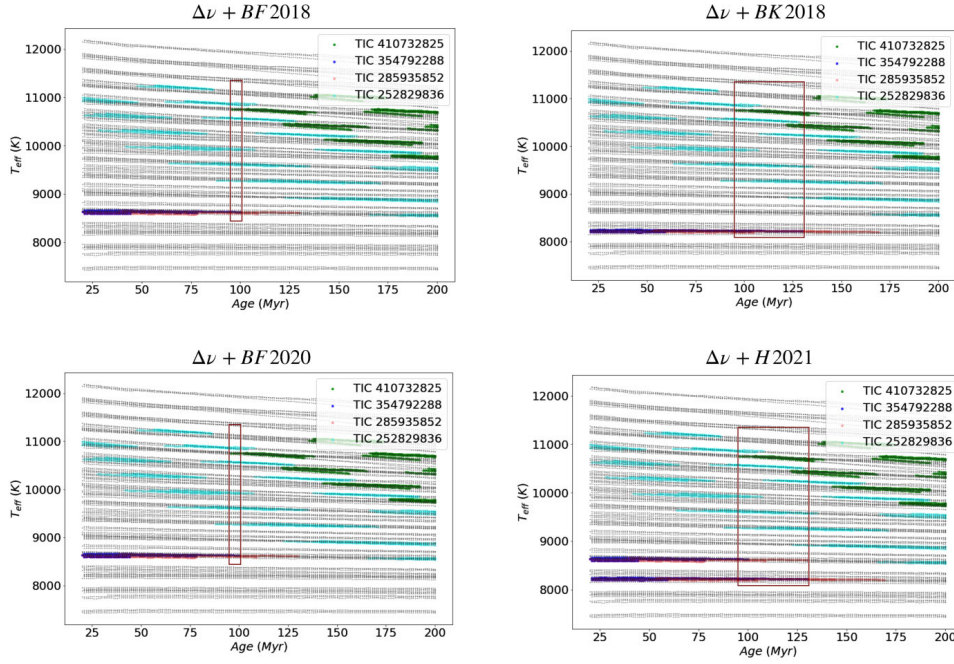 Δν + BF2018
12000
11000
10000
9000
8000
T_eff (K)
25 50 75 100 125 150 175 200
Age (Myr)
TIC 410732825
TIC 354792288
TIC 285935852
TIC 252829836
Δν + BK2018
12000
11000
10000
9000
8000
T_eff (K)
25 50 75 100 125 150 175 200
Age (Myr)
TIC 410732825
TIC 354792288
TIC 285935852
TIC 252829836
Δν + BF2020
12000
11000
10000
9000
8000
T_eff (K)
25 50 75 100 125 150 175 200
Age (Myr)
TIC 410732825
TIC 354792288
TIC 285935852
TIC 252829836
Δν + H2021
12000
11000
10000
9000
8000
T_eff (K)
25 50 75 100 125 150 175 200
Age (Myr)
TIC 410732825
TIC 354792288
TIC 285935852
TIC 252829836